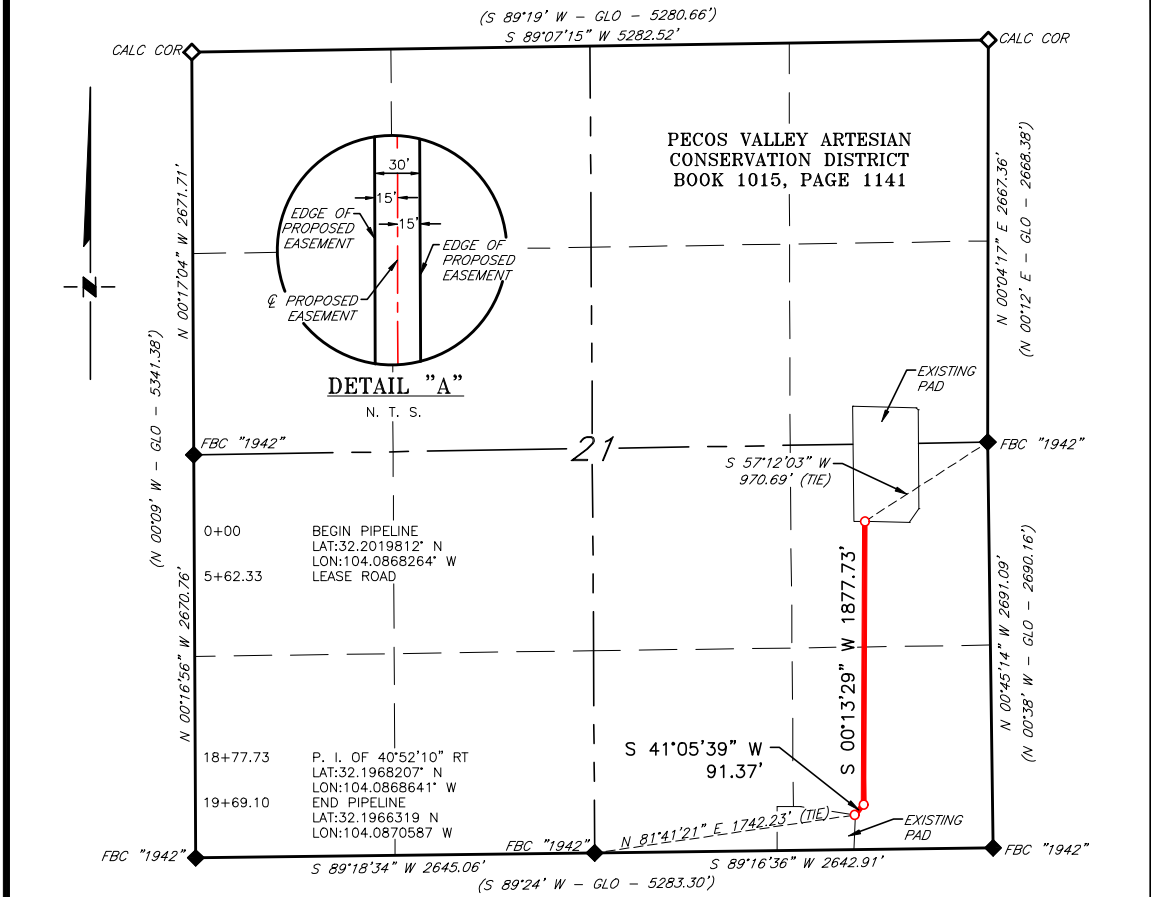 (S 89°19' W – GLO – 5280.66')
S 89°07'15" W 5282.52'
CALC COR
CALC COR
PECOS VALLEY ARTESIAN
CONSERVATION DISTRICT
BOOK 1015, PAGE 1141
30'
15'
15'
EDGE OF
PROPOSED
EASEMENT
EDGE OF
PROPOSED
EASEMENT
℄ PROPOSED
EASEMENT
DETAIL "A"
N. T. S.
N
N 00°17'04" W 2671.71'
(N 00°09' W – GLO – 5341.38')
N 00°04'17" E 2667.36'
(N 00°12' E – GLO – 2668.38')
EXISTING
PAD
FBC "1942"
21
FBC "1942"
S 57°12'03" W
970.69' (TIE)
0+00 BEGIN PIPELINE
LAT:32.2019812° N
LON:104.0868264° W
5+62.33 LEASE ROAD
N 00°16'56" W 2670.76'
S 00°13'29" W 1877.73'
N 00°45'14" W 2691.09'
(N 00°38' W – GLO – 2690.16')
S 41°05'39" W
91.37'
18+77.73 P. I. OF 40°52'10" RT
LAT:32.1968207° N
LON:104.0868641° W
19+69.10 END PIPELINE
LAT:32.1966319 N
LON:104.0870587 W
N 81°41'21" E 1742.23' (TIE)
EXISTING
PAD
FBC "1942"
FBC "1942"
FBC "1942"
S 89°18'34" W 2645.06'
S 89°16'36" W 2642.91'
(S 89°24' W – GLO – 5283.30')